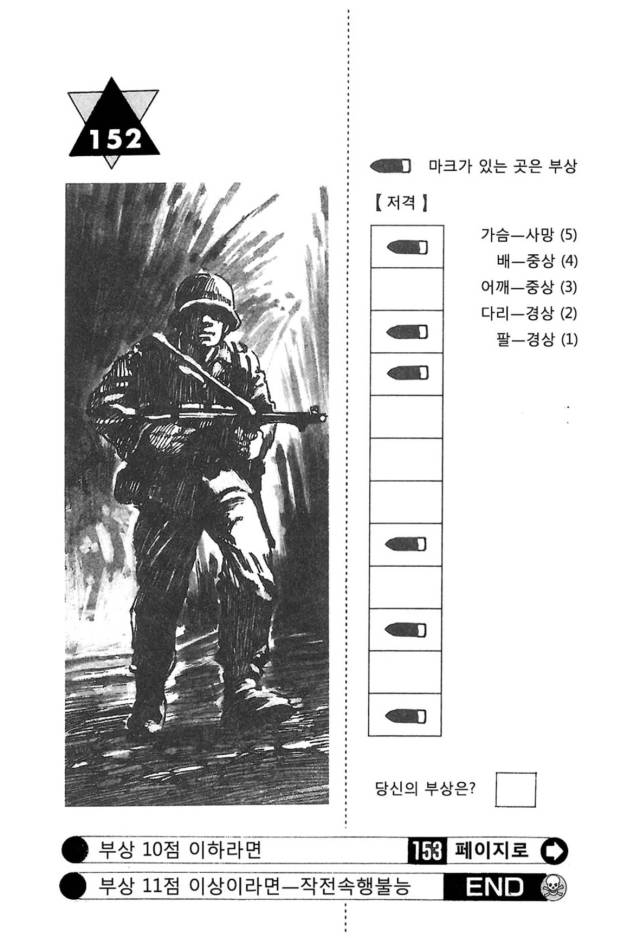 152
마크가 있는 곳은 부상
【저격】
가슴—사망 (5)
배—중상 (4)
어깨—중상 (3)
다리—경상 (2)
팔—경상 (1)
당신의 부상은?
부상 10점 이하라면 153 페이지로
부상 11점 이상이라면—작전속행불능 END